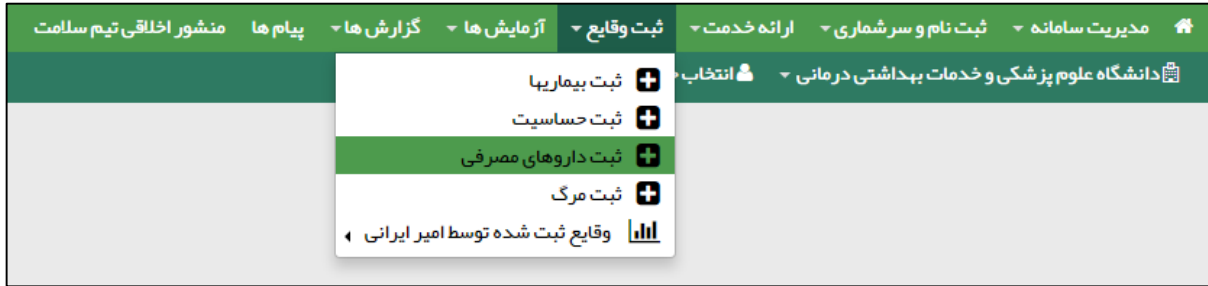 مدیریت سامانه ثبت نام و سرشماری ارائه خدمت ثبت وقایع آزمایش ها گزارش ها پیام ها منشور اخلاقی تیم سلامت
دانشگاه علوم پزشکی و خدمات بهداشتی درمانی انتخاب
ثبت بیماریها
ثبت حساسیت
ثبت داروهای مصرفی
ثبت مرگ
وقایع ثبت شده توسط امیر ایرانی